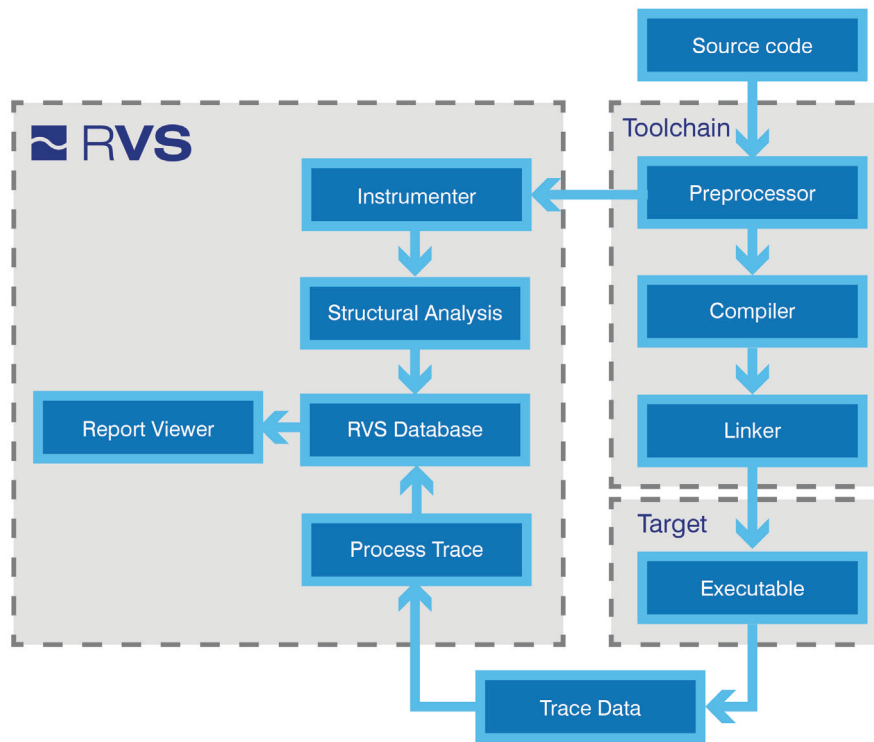 Source code
RVS
Toolchain
Instrumenter
Preprocessor
Structural Analysis
Compiler
Report Viewer
RVS Database
Linker
Target
Process Trace
Executable
Trace Data